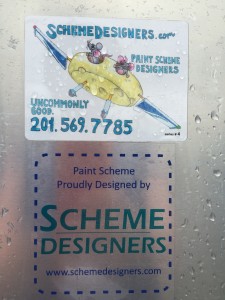 SCHEMEDESIGNERS.com
PAINT SCHEME
DESIGNERS
UNCOMMONLY
GOOD.
201.569.7785
Paint Scheme
Proudly Designed by
SCHEME
DESIGNERS
www.schemedesigners.com